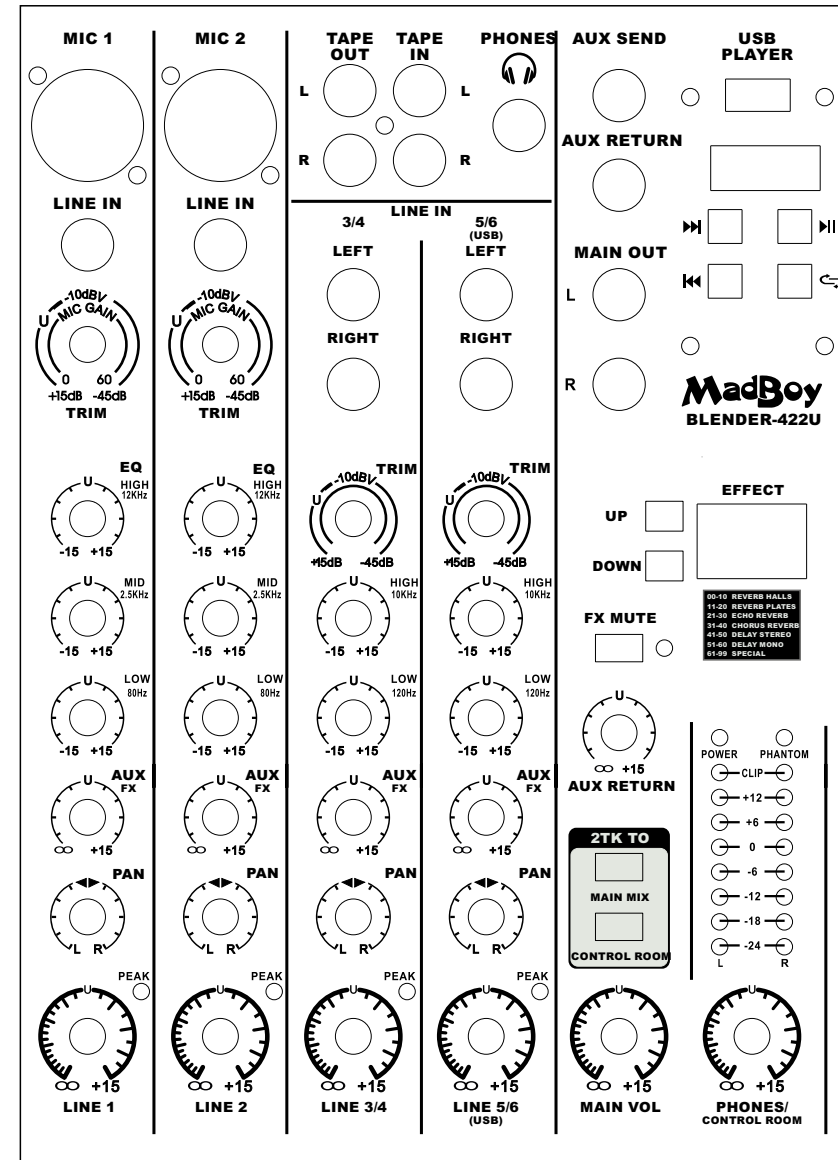 MIC 1
LINE IN
U
-10dBV
MIC GAIN
0 60
+15dB -45dB
TRIM
EQ
U
HIGH
12KHz
-15 +15
U
MID
2.5KHz
-15 +15
U
LOW
80Hz
-15 +15
U
AUX
FX
∞ +15
PAN
L R
PEAK
U
∞ +15
LINE 1
MIC 2
LINE IN
U
-10dBV
MIC GAIN
0 60
+15dB -45dB
TRIM
EQ
U
HIGH
12KHz
-15 +15
U
MID
2.5KHz
-15 +15
U
LOW
80Hz
-15 +15
U
AUX
FX
∞ +15
PAN
L R
PEAK
U
∞ +15
LINE 2
TAPE
OUT
TAPE
IN
PHONES
L L
R R
LINE IN
3/4
LEFT
RIGHT
TRIM
-10dBV
U
+15dB -45dB
U
HIGH
10KHz
-15 +15
U
LOW
120Hz
-15 +15
U
AUX
FX
∞ +15
PAN
L R
PEAK
U
∞ +15
LINE 3/4
5/6
(USB)
LEFT
RIGHT
TRIM
-10dBV
U
+15dB -45dB
U
HIGH
10KHz
-15 +15
U
LOW
120Hz
-15 +15
U
AUX
FX
∞ +15
PAN
L R
PEAK
U
∞ +15
LINE 5/6
(USB)
AUX SEND
AUX RETURN
MAIN OUT
L
R
USB
PLAYER
MadBoy
BLENDER-422U
EFFECT
UP
DOWN
00-10 REVERB HALLS
11-20 REVERB PLATES
21-30 ECHO REVERB
31-40 CHORUS REVERB
41-50 DELAY STEREO
51-60 DELAY MONO
61-99 SPECIAL
FX MUTE
U
∞ +15
AUX RETURN
2TK TO
MAIN MIX
CONTROL ROOM
U
∞ +15
MAIN VOL
POWER PHANTOM
CLIP
+12
+6
0
-6
-12
-18
-24
L R
U
∞ +15
PHONES/
CONTROL ROOM